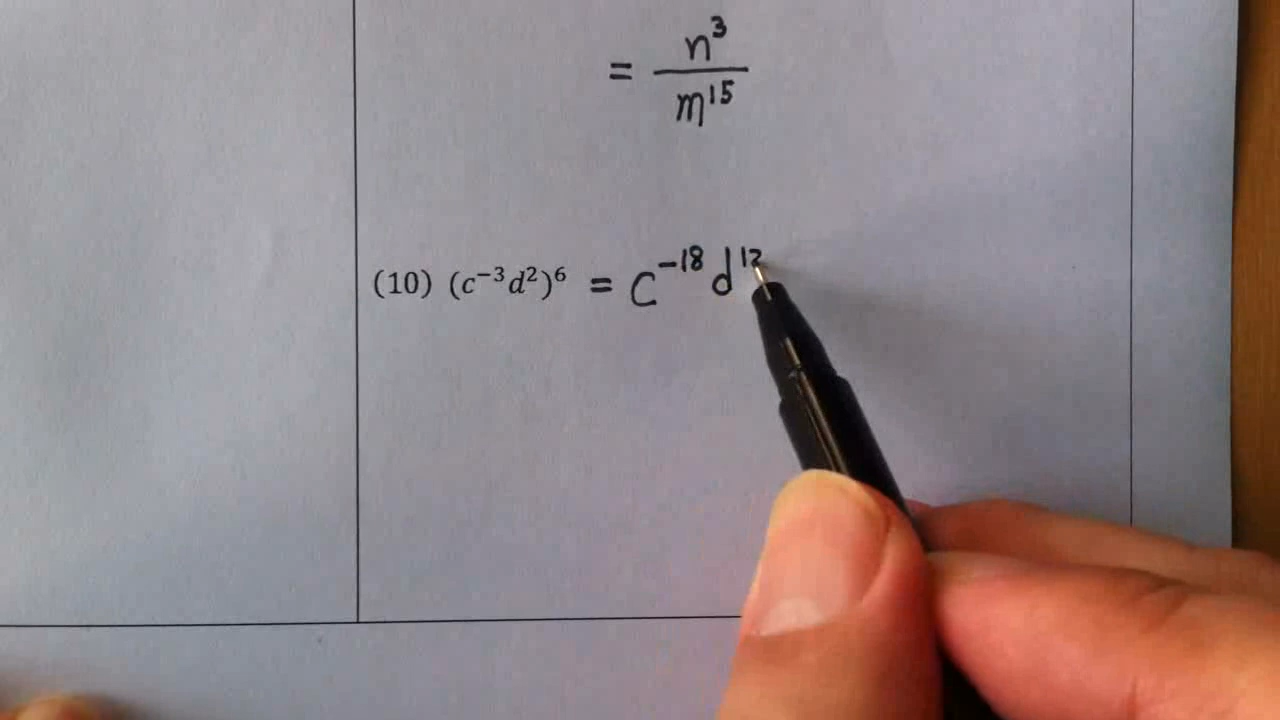 = n³/m¹⁵
(10) (c⁻³d²)⁶ = c⁻¹⁸d¹²